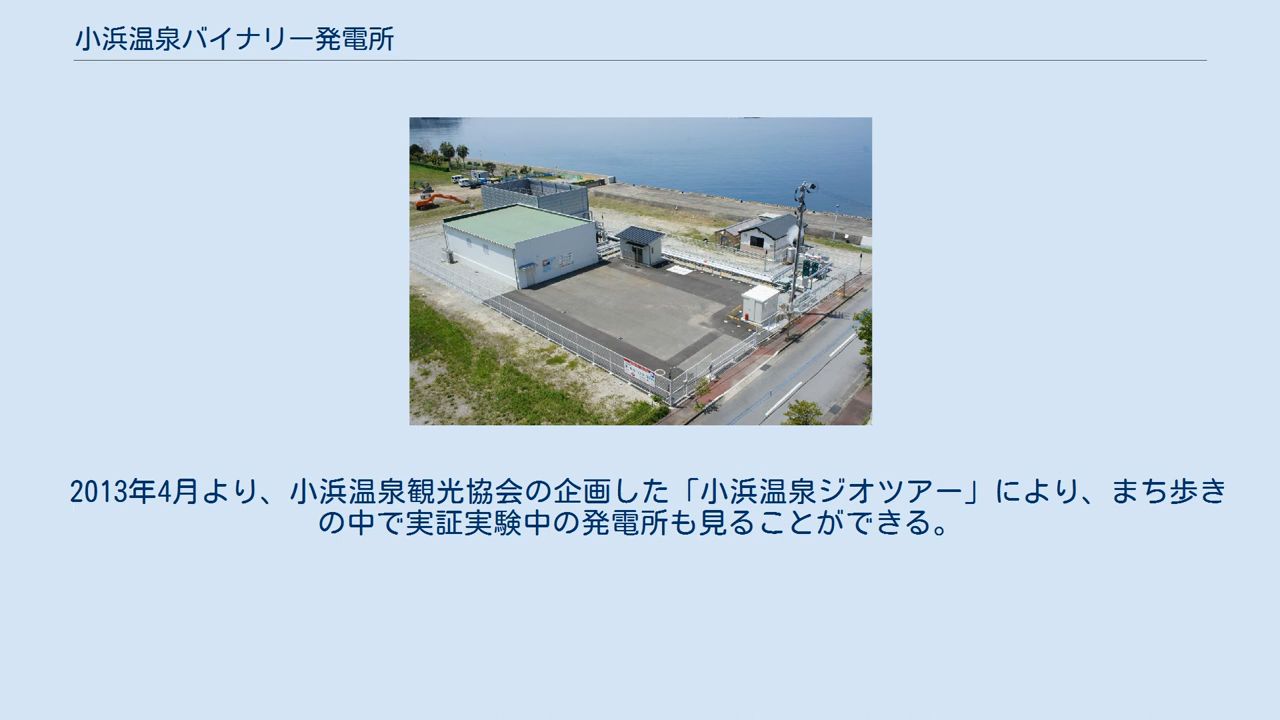 小浜温泉バイナリー発電所
2013年4月より、小浜温泉観光協会の企画した「小浜温泉ジオツアー」により、まち歩き
の中で実証実験中の発電所も見ることができる。